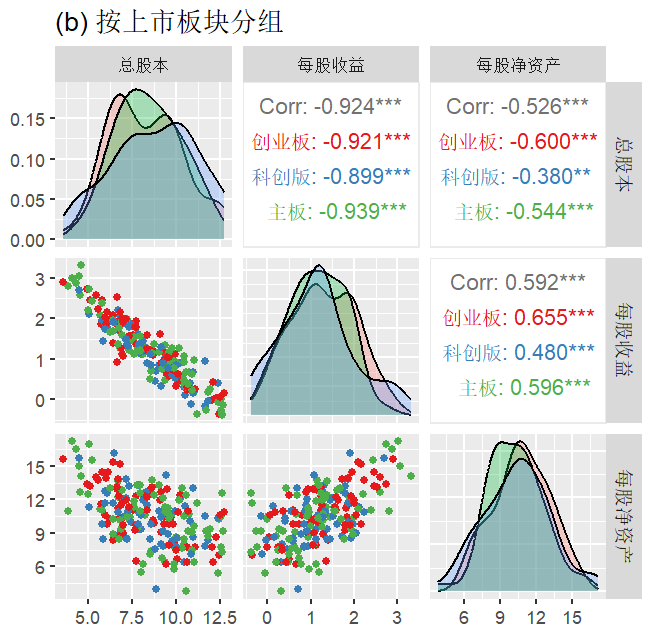 (b) 按上市板块分组
总股本 每股收益 每股净资产
Corr: -0.924***
创业板: -0.921***
科创版: -0.899***
主板: -0.939***
Corr: -0.526***
创业板: -0.600***
科创版: -0.380**
主板: -0.544***
总股本
0.15
0.10
0.05
0.00
Corr: 0.592***
创业板: 0.655***
科创版: 0.480***
主板: 0.596***
每股收益
3
2
1
0
每股净资产
15
12
9
6
5.0 7.5 10.0 12.5 0 1 2 3 6 9 12 15